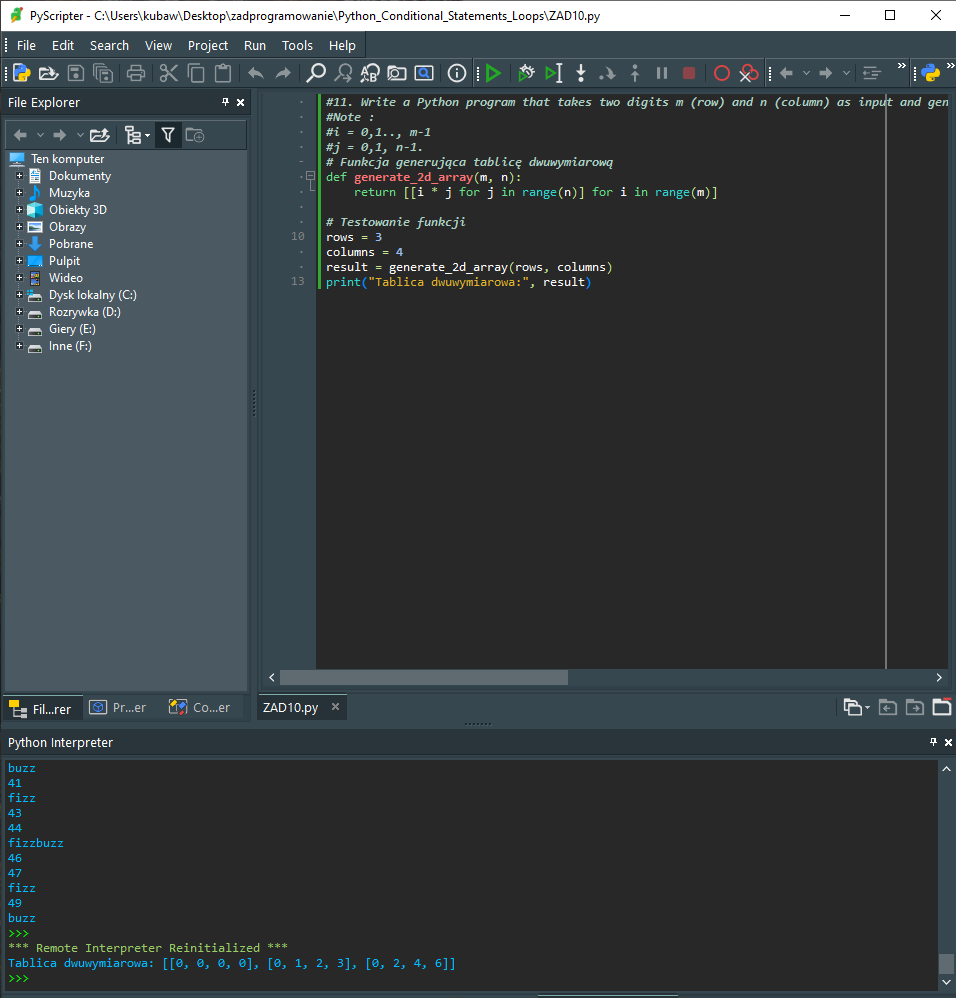 PyScripter - C:\Users\kubaw\Desktop\zadprogramowanie\Python_Conditional_Statements_Loops\ZAD10.py
File Edit Search View Project Run Tools Help
File Explorer
Ten komputer
Dokumenty
Muzyka
Obiekty 3D
Obrazy
Pobrane
Pulpit
Wideo
Dysk lokalny (C:)
Rozrywka (D:)
Giery (E:)
Inne (F:)
#11. Write a Python program that takes two digits m (row) and n (column) as input and gen
#Note :
#i = 0,1.., m-1
#j = 0,1, n-1.
# Funkcja generująca tablicę dwuwymiarową
def generate_2d_array(m, n):
    return [[i * j for j in range(n)] for i in range(m)]
# Testowanie funkcji
10 rows = 3
columns = 4
result = generate_2d_array(rows, columns)
13 print("Tablica dwuwymiarowa:", result)
Fil...rer Pr...er Co...er
ZAD10.py
Python Interpreter
buzz
41
fizz
43
44
fizzbuzz
46
47
fizz
49
buzz
>>>
*** Remote Interpreter Reinitialized ***
Tablica dwuwymiarowa: [[0, 0, 0, 0], [0, 1, 2, 3], [0, 2, 4, 6]]
>>>